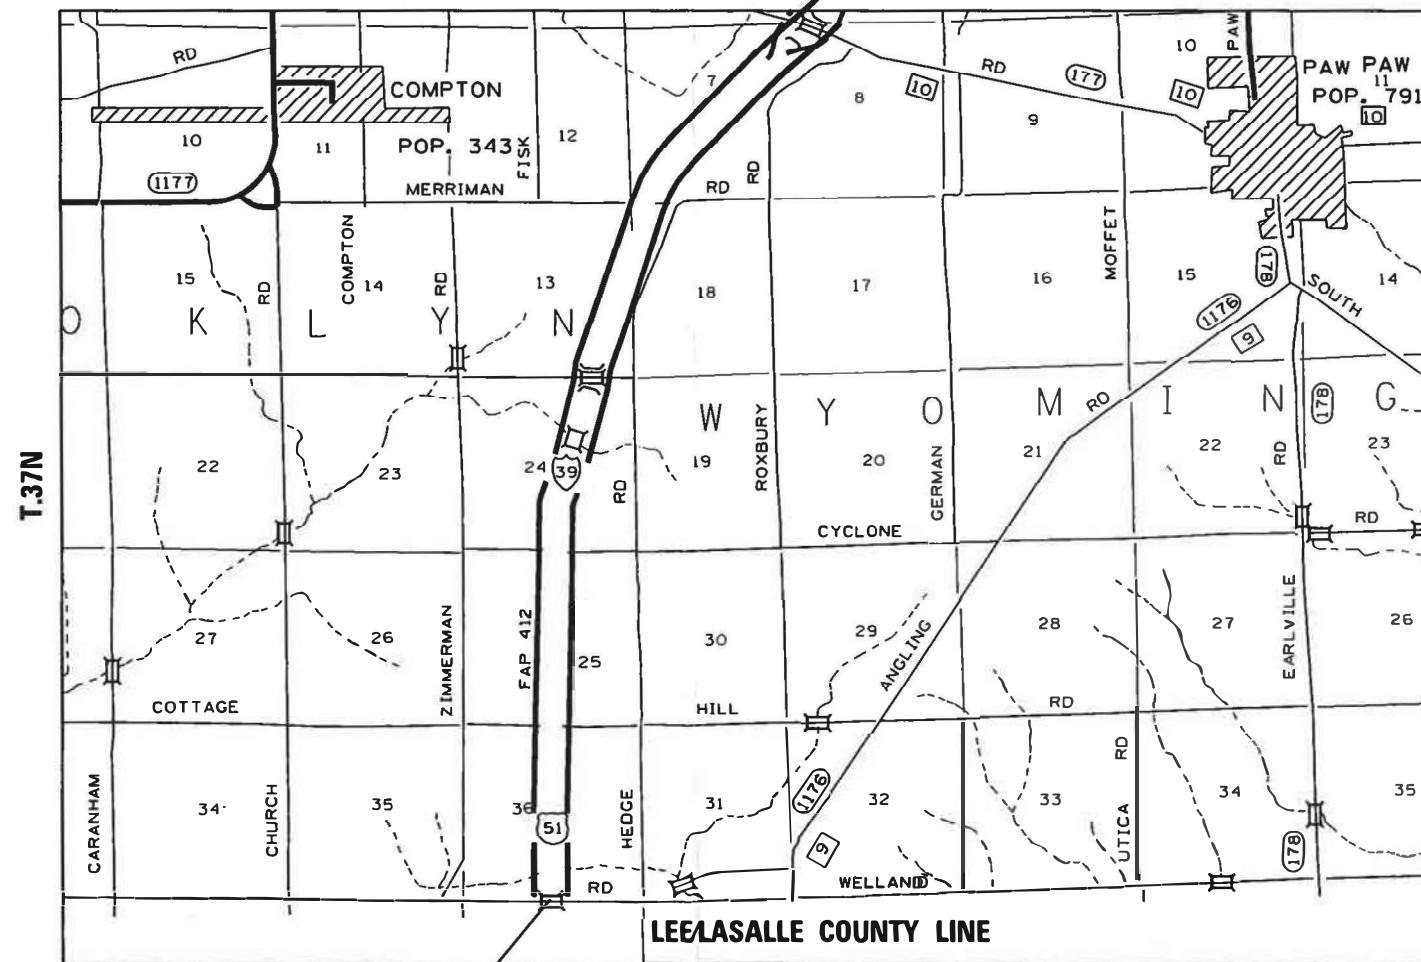 RD
COMPTON
POP. 343
10
11
1177
12
FISK
MERRIMAN
7
8
9
10
RD
177
10
10
PAW
PAW PAW
11
POP. 791
10
RD
RD
15
RD
COMPTON
14
RD
13
18
17
16
MOFFET
15
178
SOUTH
14
O K L Y N
1176
9
W Y O M I N G
RD
178
T.37N
22
23
24
39
RD
19
ROXBURY
20
GERMAN
21
22
RD
23
CYCLONE
RD
27
26
ZIMMERMAN
FAP 412
25
30
29
ANGLING
28
27
EARLVILLE
26
COTTAGE
HILL
RD
CARANHAM
34
CHURCH
35
36
51
HEDGE
31
1176
32
33
RD
UTICA
34
35
9
178
RD
WELLAND
LEE/LASALLE COUNTY LINE